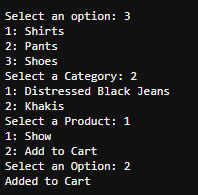 Select an option: 3
1: Shirts
2: Pants
3: Shoes
Select a Category: 2
1: Distressed Black Jeans
2: Khakis
Select a Product: 1
1: Show
2: Add to Cart
Select an Option: 2
Added to Cart